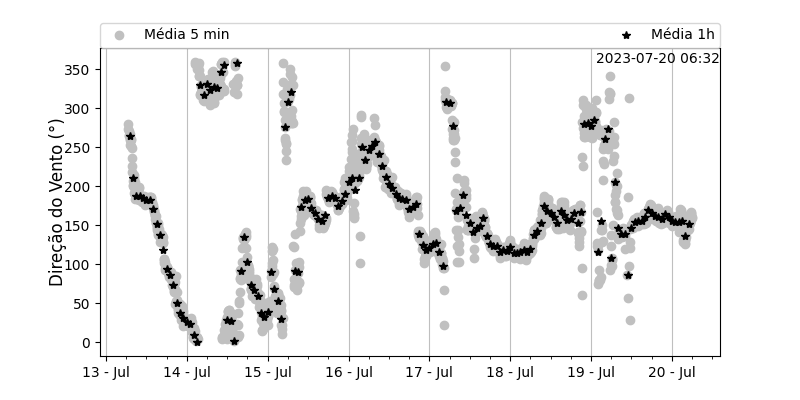 Média 5 min
Média 1h
2023-07-20 06:32
Direção do Vento (°)
350
300
250
200
150
100
50
0
13 - Jul
14 - Jul
15 - Jul
16 - Jul
17 - Jul
18 - Jul
19 - Jul
20 - Jul